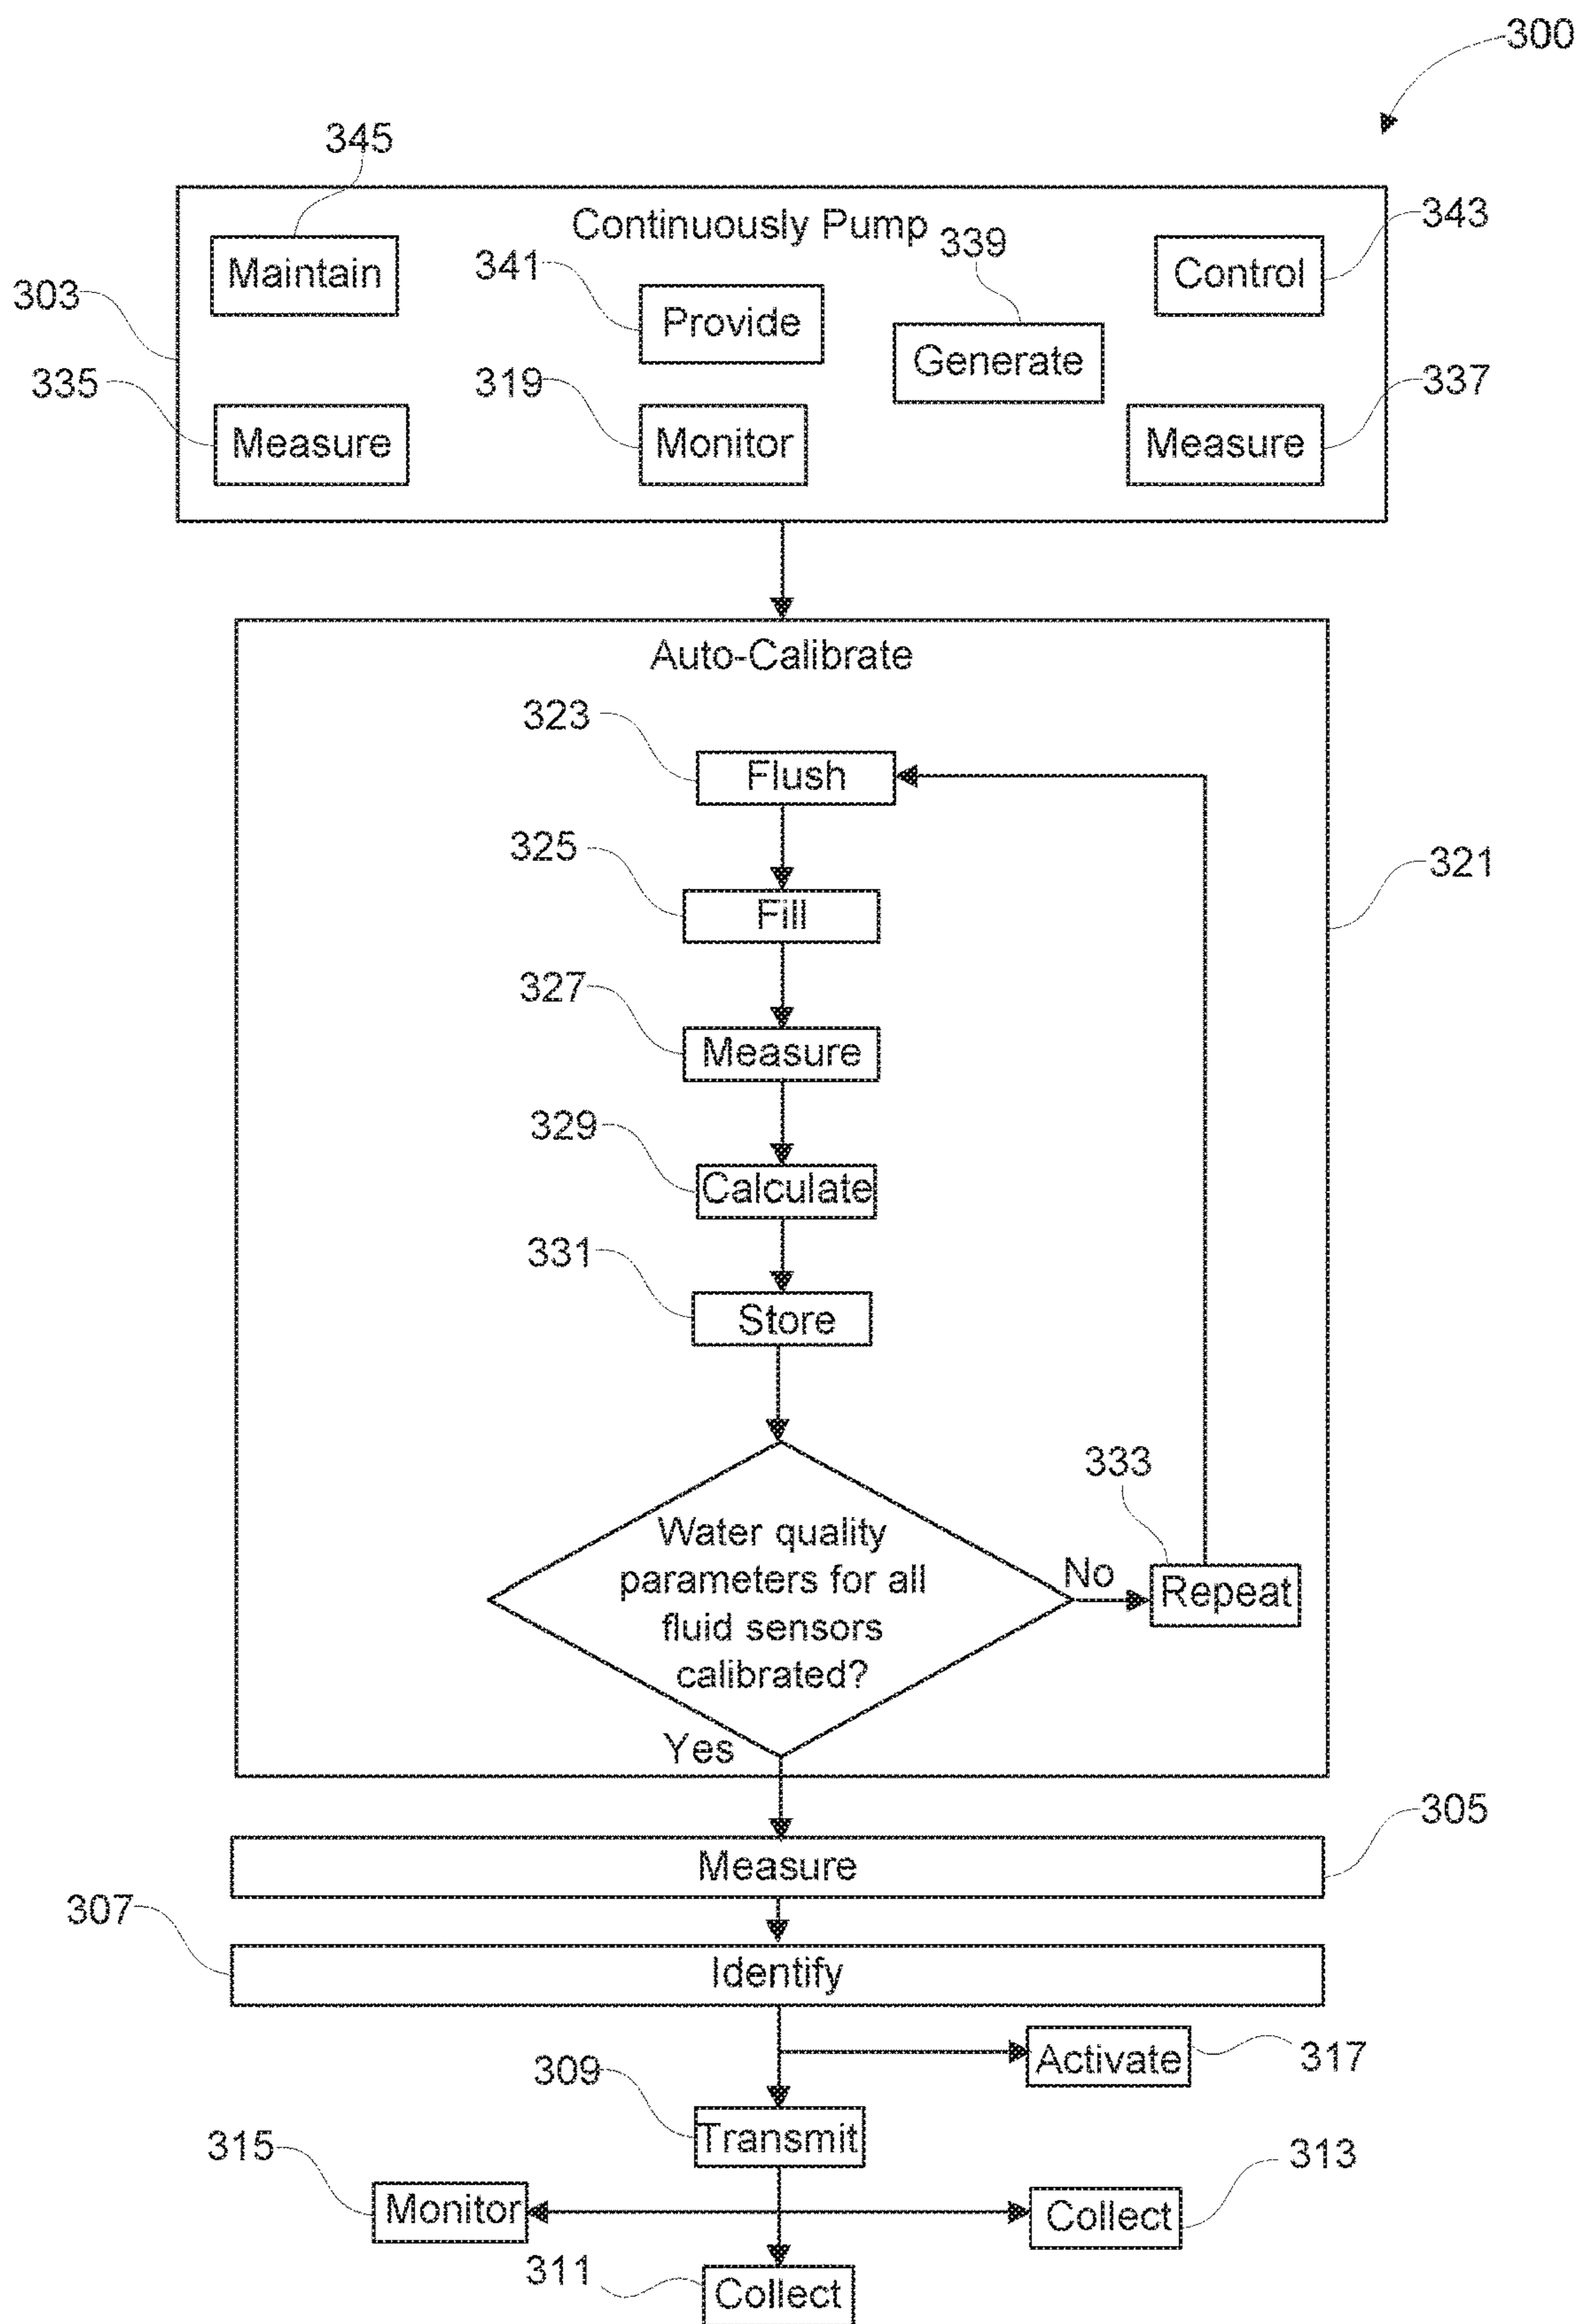 300
345
Continuously Pump
339
343
Maintain
341
Control
303
Provide
Generate
335
319
337
Measure
Monitor
Measure
Auto-Calibrate
323
Flush
325
Fill
321
327
Measure
329
Calculate
331
Store
333
Water quality
parameters for all
fluid sensors
calibrated?
No
Repeat
Yes
305
Measure
307
Identify
Activate
317
309
Transmit
315
313
Monitor
Collect
311
Collect